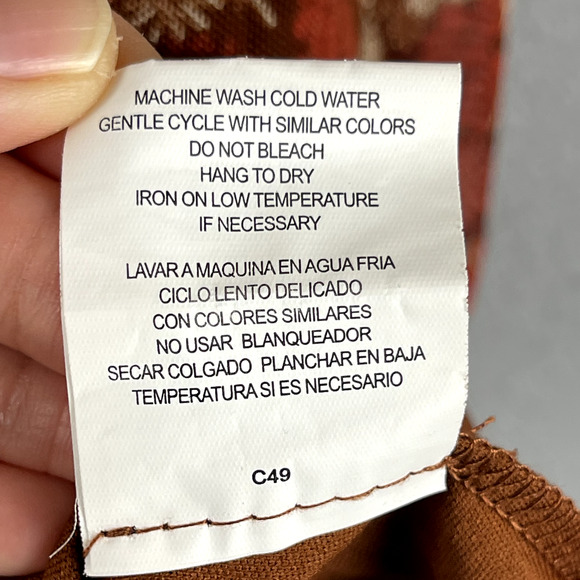 MACHINE WASH COLD WATER
GENTLE CYCLE WITH SIMILAR COLORS
DO NOT BLEACH
HANG TO DRY
IRON ON LOW TEMPERATURE
IF NECESSARY
LAVAR A MAQUINA EN AGUA FRIA
CICLO LENTO DELICADO
CON COLORES SIMILARES
NO USAR BLANQUEADOR
SECAR COLGADO PLANCHAR EN BAJA
TEMPERATURA SI ES NECESARIO
C49